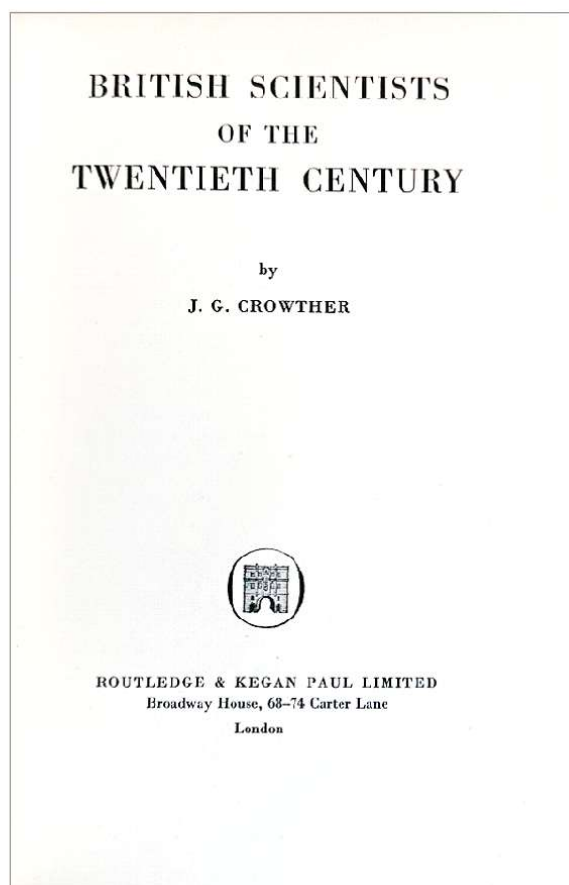 BRITISH SCIENTISTS
OF THE
TWENTIETH CENTURY
by
J. G. CROWTHER
ROUTLEDGE & KEGAN PAUL LIMITED
Broadway House, 68–74 Carter Lane
London